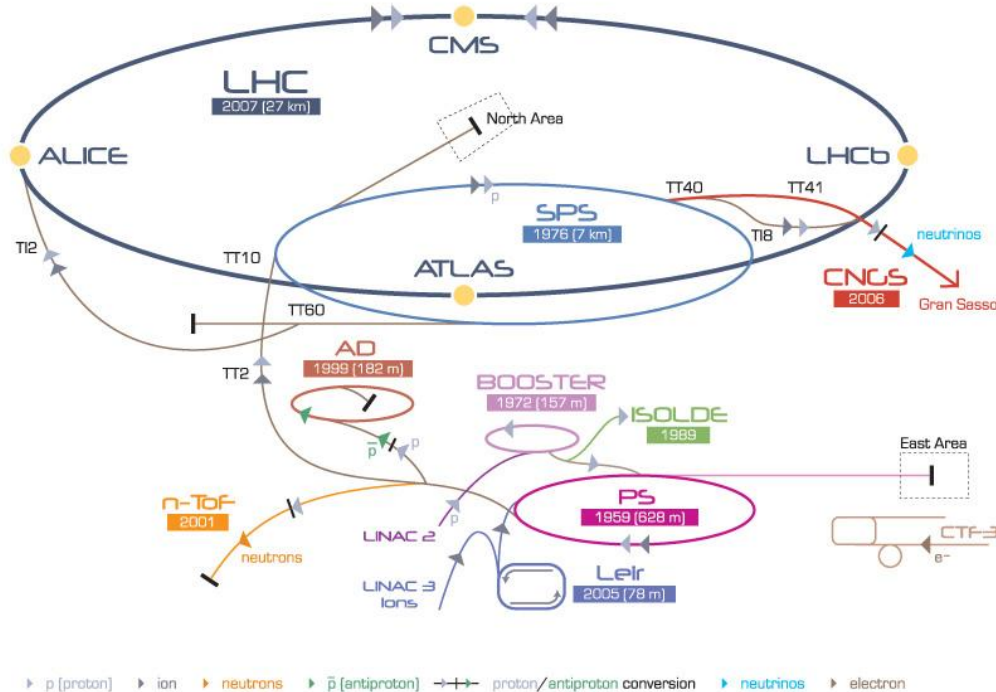 CMS
LHC
2007 (27 km)
North Area
ALICE
LHCb
p
TT40
TT41
SPS
1976 (7 km)
TI8
neutrinos
TI2
TT10
ATLAS
CNGS
2006
Gran Sasso
TT60
AD
1999 (182 m)
TT2
BOOSTER
1972 (157 m)
ISOLDE
1989
East Area
p̅
p
n-ToF
2001
p
PS
1959 (628 m)
LINAC 2
neutrons
CTF-3
e-
LINAC 3
Ions
LeIr
2005 (78 m)
p (proton)
ion
neutrons
p̅ (antiproton)
proton/antiproton conversion
neutrinos
electron